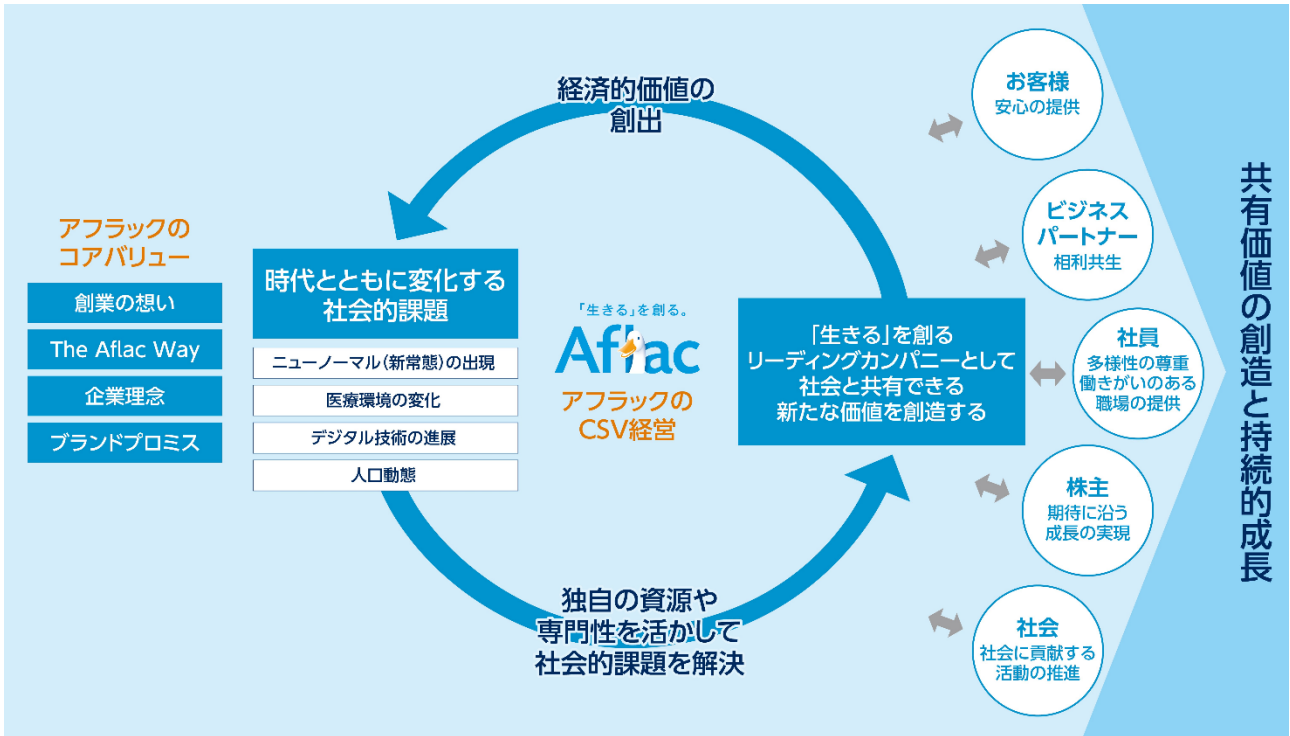 アフラックの
コアバリュー
創業の想い
The Aflac Way
企業理念
ブランドプロミス
経済的価値の
創出
時代とともに変化する
社会的課題
ニューノーマル(新常態)の出現
医療環境の変化
デジタル技術の進展
人口動態
「生きる」を創る。
Aflac
アフラックの
CSV経営
「生きる」を創る
リーディングカンパニーとして
社会と共有できる
新たな価値を創造する
独自の資源や
専門性を活かして
社会的課題を解決
お客様
安心の提供
ビジネス
パートナー
相利共生
社員
多様性の尊重
働きがいのある
職場の提供
株主
期待に沿う
成長の実現
社会
社会に貢献する
活動の推進
共有価値の創造と持続的成長